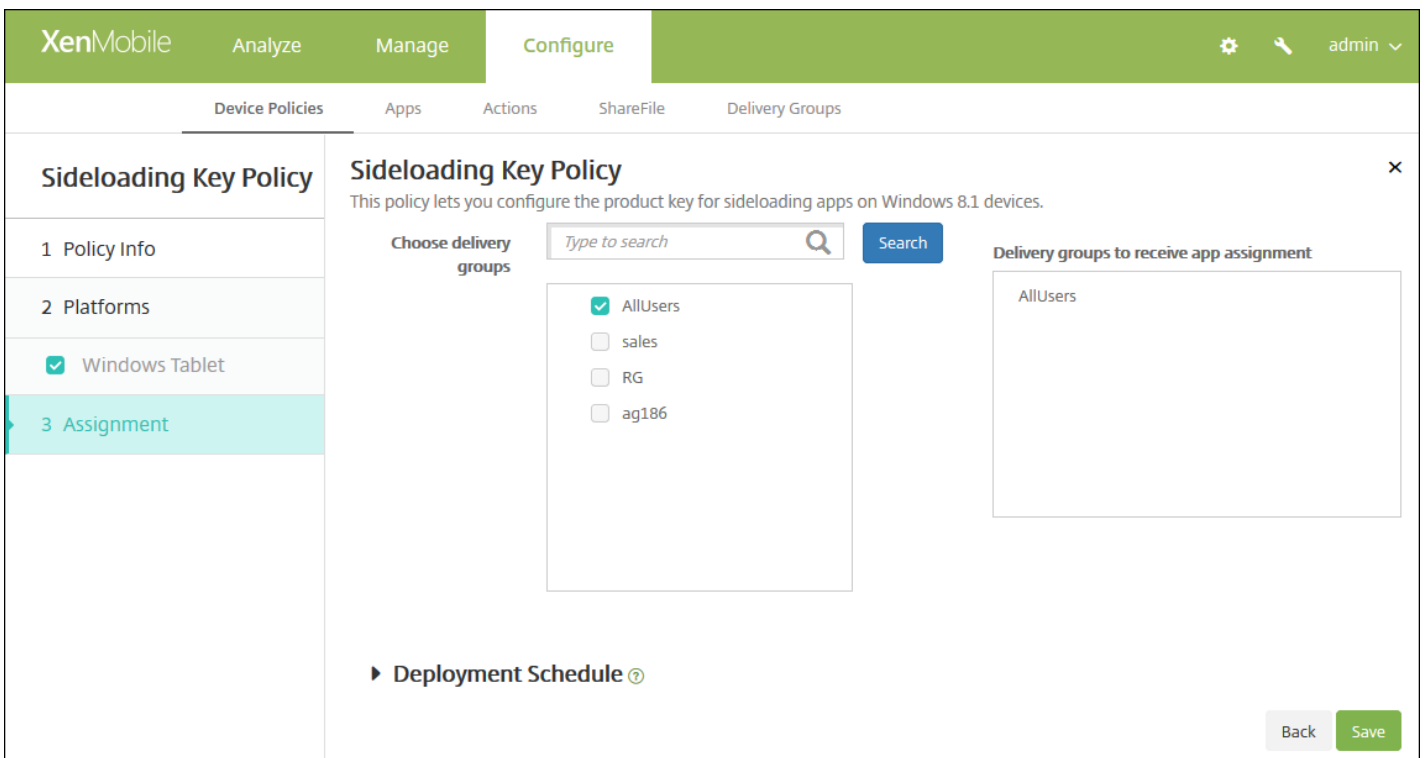 XenMobile Analyze Manage Configure admin
Device Policies Apps Actions ShareFile Delivery Groups
Sideloading Key Policy
1 Policy Info
2 Platforms
Windows Tablet
3 Assignment
Sideloading Key Policy
This policy lets you configure the product key for sideloading apps on Windows 8.1 devices.
Choose delivery
groups
Type to search
Search
AllUsers
sales
RG
ag186
Delivery groups to receive app assignment
AllUsers
Deployment Schedule ?
Back Save